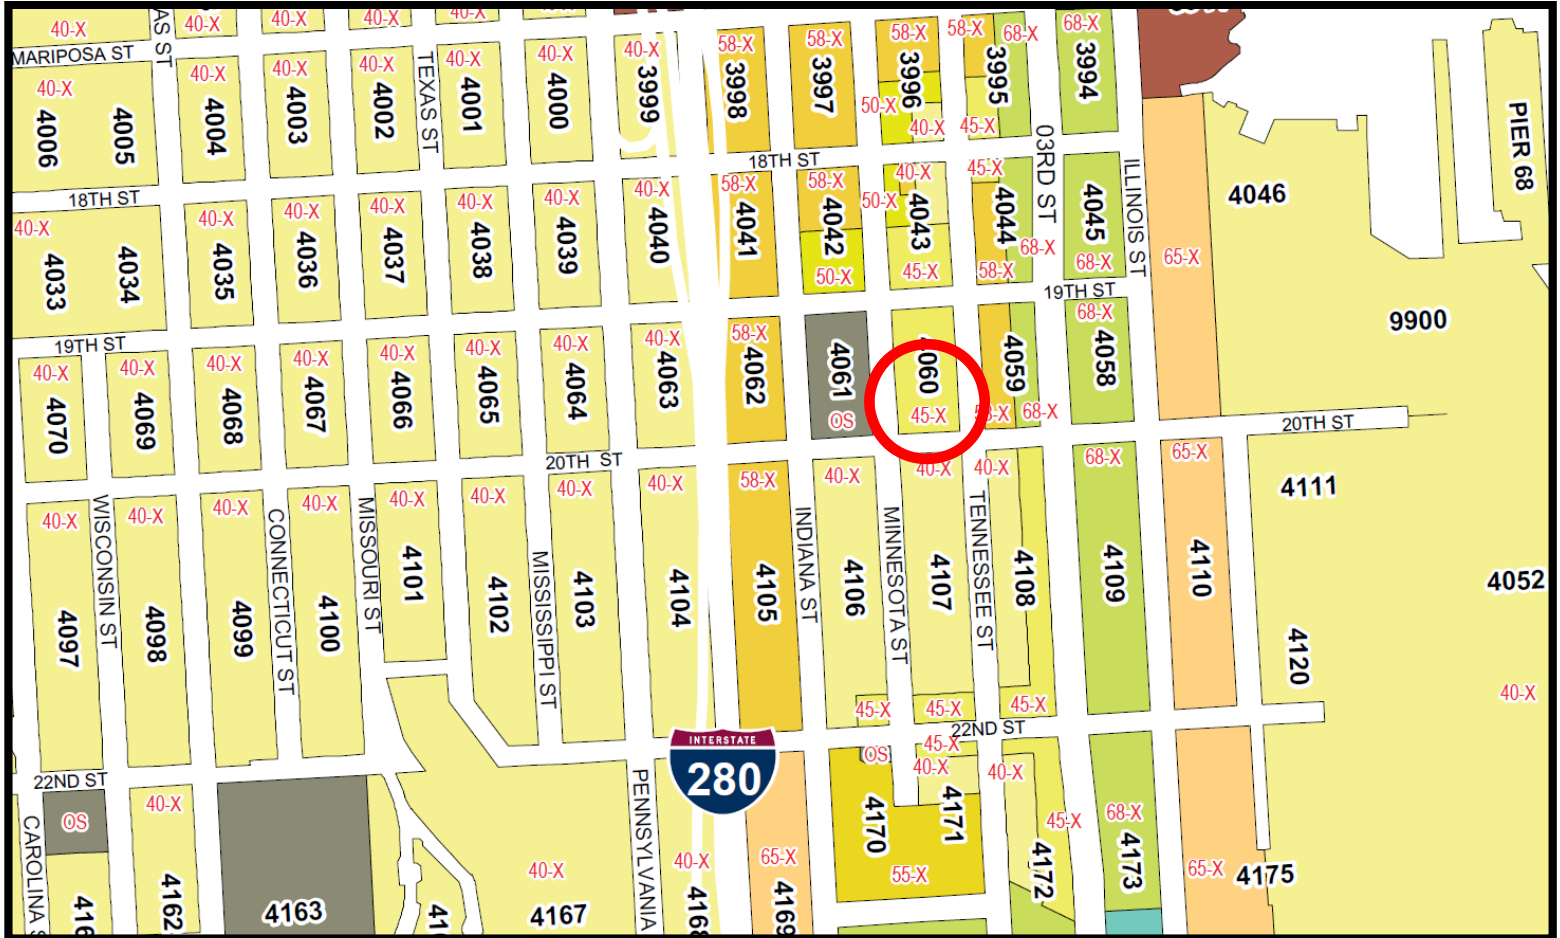 40-X
AS ST
40-X
40-X
40-X
40-X
MARIPOSA ST
40-X
4006
4005
40-X
4004
40-X
4003
40-X
4002
TEXAS ST
40-X
4001
40-X
4000
40-X
3999
58-X
3998
58-X
3997
58-X
3996
50-X
40-X
58-X
68-X
3995
45-X
68-X
3994
PIER 68
18TH ST
18TH ST
03RD ST
ILLINOIS ST
40-X
4033
4034
40-X
4035
40-X
4036
40-X
4037
40-X
4038
40-X
4039
40-X
4040
58-X
4041
58-X
4042
50-X
50-X
40-X
4043
45-X
45-X
4044
58-X
68-X
4045
68-X
65-X
4046
9900
19TH ST
19TH ST
40-X
4070
40-X
4069
40-X
4068
40-X
4067
40-X
4066
40-X
4065
40-X
4064
40-X
4063
58-X
4062
4061
OS
4060
45-X
4059
58-X
68-X
68-X
4058
20TH ST
20TH ST
40-X
4097
WISCONSIN ST
40-X
4098
40-X
4099
CONNECTICUT ST
40-X
4100
MISSOURI ST
40-X
4101
40-X
4102
MISSISSIPPI ST
40-X
4103
40-X
4104
58-X
4105
INDIANA ST
40-X
4106
45-X
MINNESOTA ST
40-X
4107
45-X
TENNESSEE ST
40-X
4108
45-X
68-X
4109
65-X
4110
4111
4120
4052
40-X
22ND ST
22ND ST
CAROLINA S
OS
416
40-X
4162
4163
410
40-X
4167
PENNSYLVANIA
INTERSTATE
280
40-X
4168
65-X
4169
OS
4170
55-X
45-X
40-X
4171
40-X
45-X
4172
68-X
4173
65-X
4175